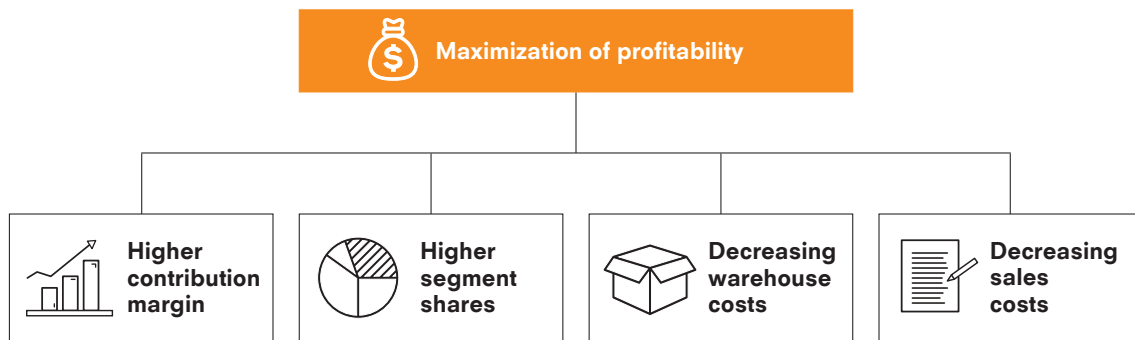 $ Maximization of profitability
Higher
contribution
margin
Higher
segment
shares
Decreasing
warehouse
costs
Decreasing
sales
costs